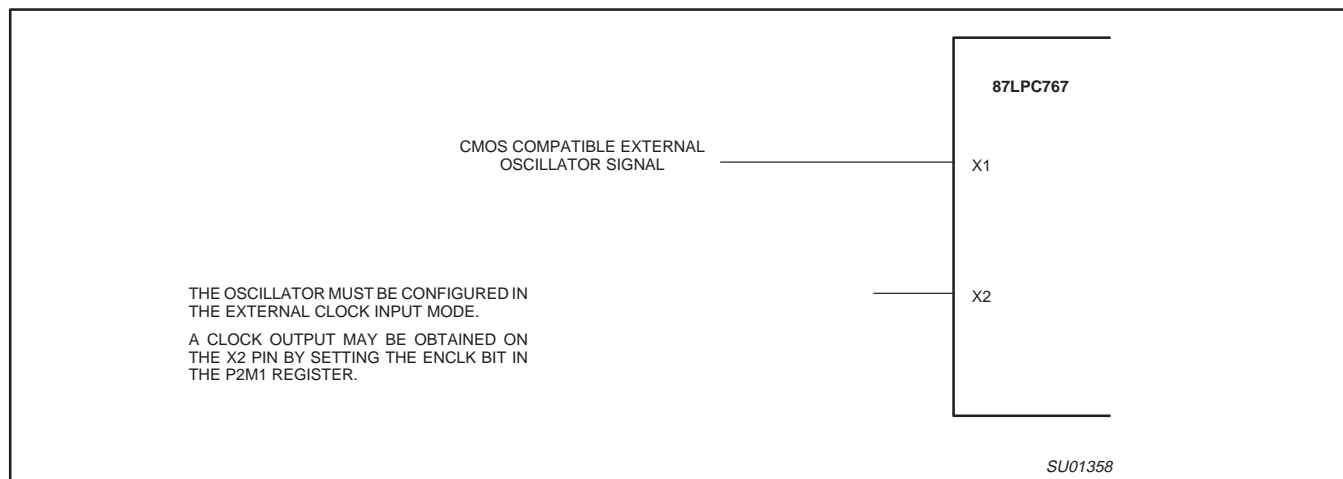 87LPC767
CMOS COMPATIBLE EXTERNAL
OSCILLATOR SIGNAL
X1
THE OSCILLATOR MUST BE CONFIGURED IN
THE EXTERNAL CLOCK INPUT MODE.
X2
A CLOCK OUTPUT MAY BE OBTAINED ON
THE X2 PIN BY SETTING THE ENCLK BIT IN
THE P2M1 REGISTER.
SU01358